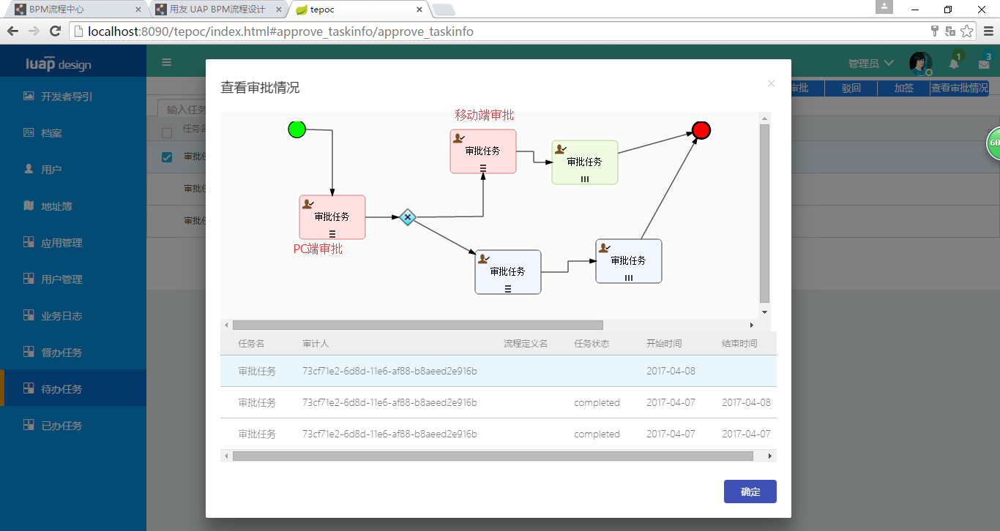 BPM流程中心
用友 UAP BPM流程设计
tepoc
localhost:8090/tepoc/index.html#approve_taskinfo/approve_taskinfo
iuap design
管理员
1
3
开发者导引
档案
用户
地址簿
应用管理
用户管理
业务日志
督办任务
待办任务
已办任务
审批
驳回
加签
查看审批情况
输入任务
任务名
审批任
审批任
审批任
60
查看审批情况
×
移动端审批
审批任务
审批任务
审批任务
PC端审批
审批任务
审批任务
任务名 审计人 流程定义名 任务状态 开始时间 结束时间
审批任务 73cf71e2-6d8d-11e6-af88-b8aeed2e916b 2017-04-08
审批任务 73cf71e2-6d8d-11e6-af88-b8aeed2e916b completed 2017-04-07 2017-04-08
审批任务 73cf71e2-6d8d-11e6-af88-b8aeed2e916b completed 2017-04-07 2017-04-07
确定